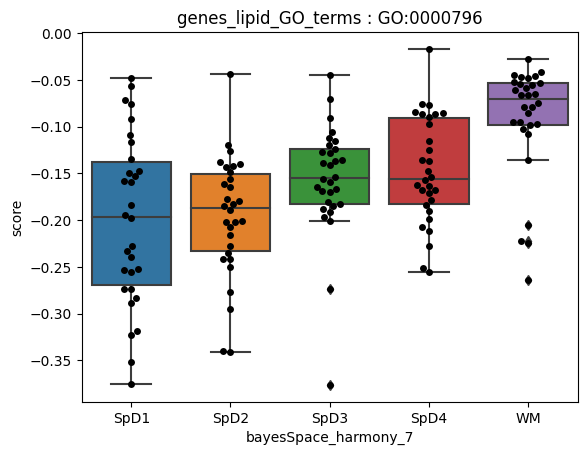 genes_lipid_GO_terms : GO:0000796
0.00
−0.05
−0.10
−0.15
−0.20
−0.25
−0.30
−0.35
score
SpD1 SpD2 SpD3 SpD4 WM
bayesSpace_harmony_7